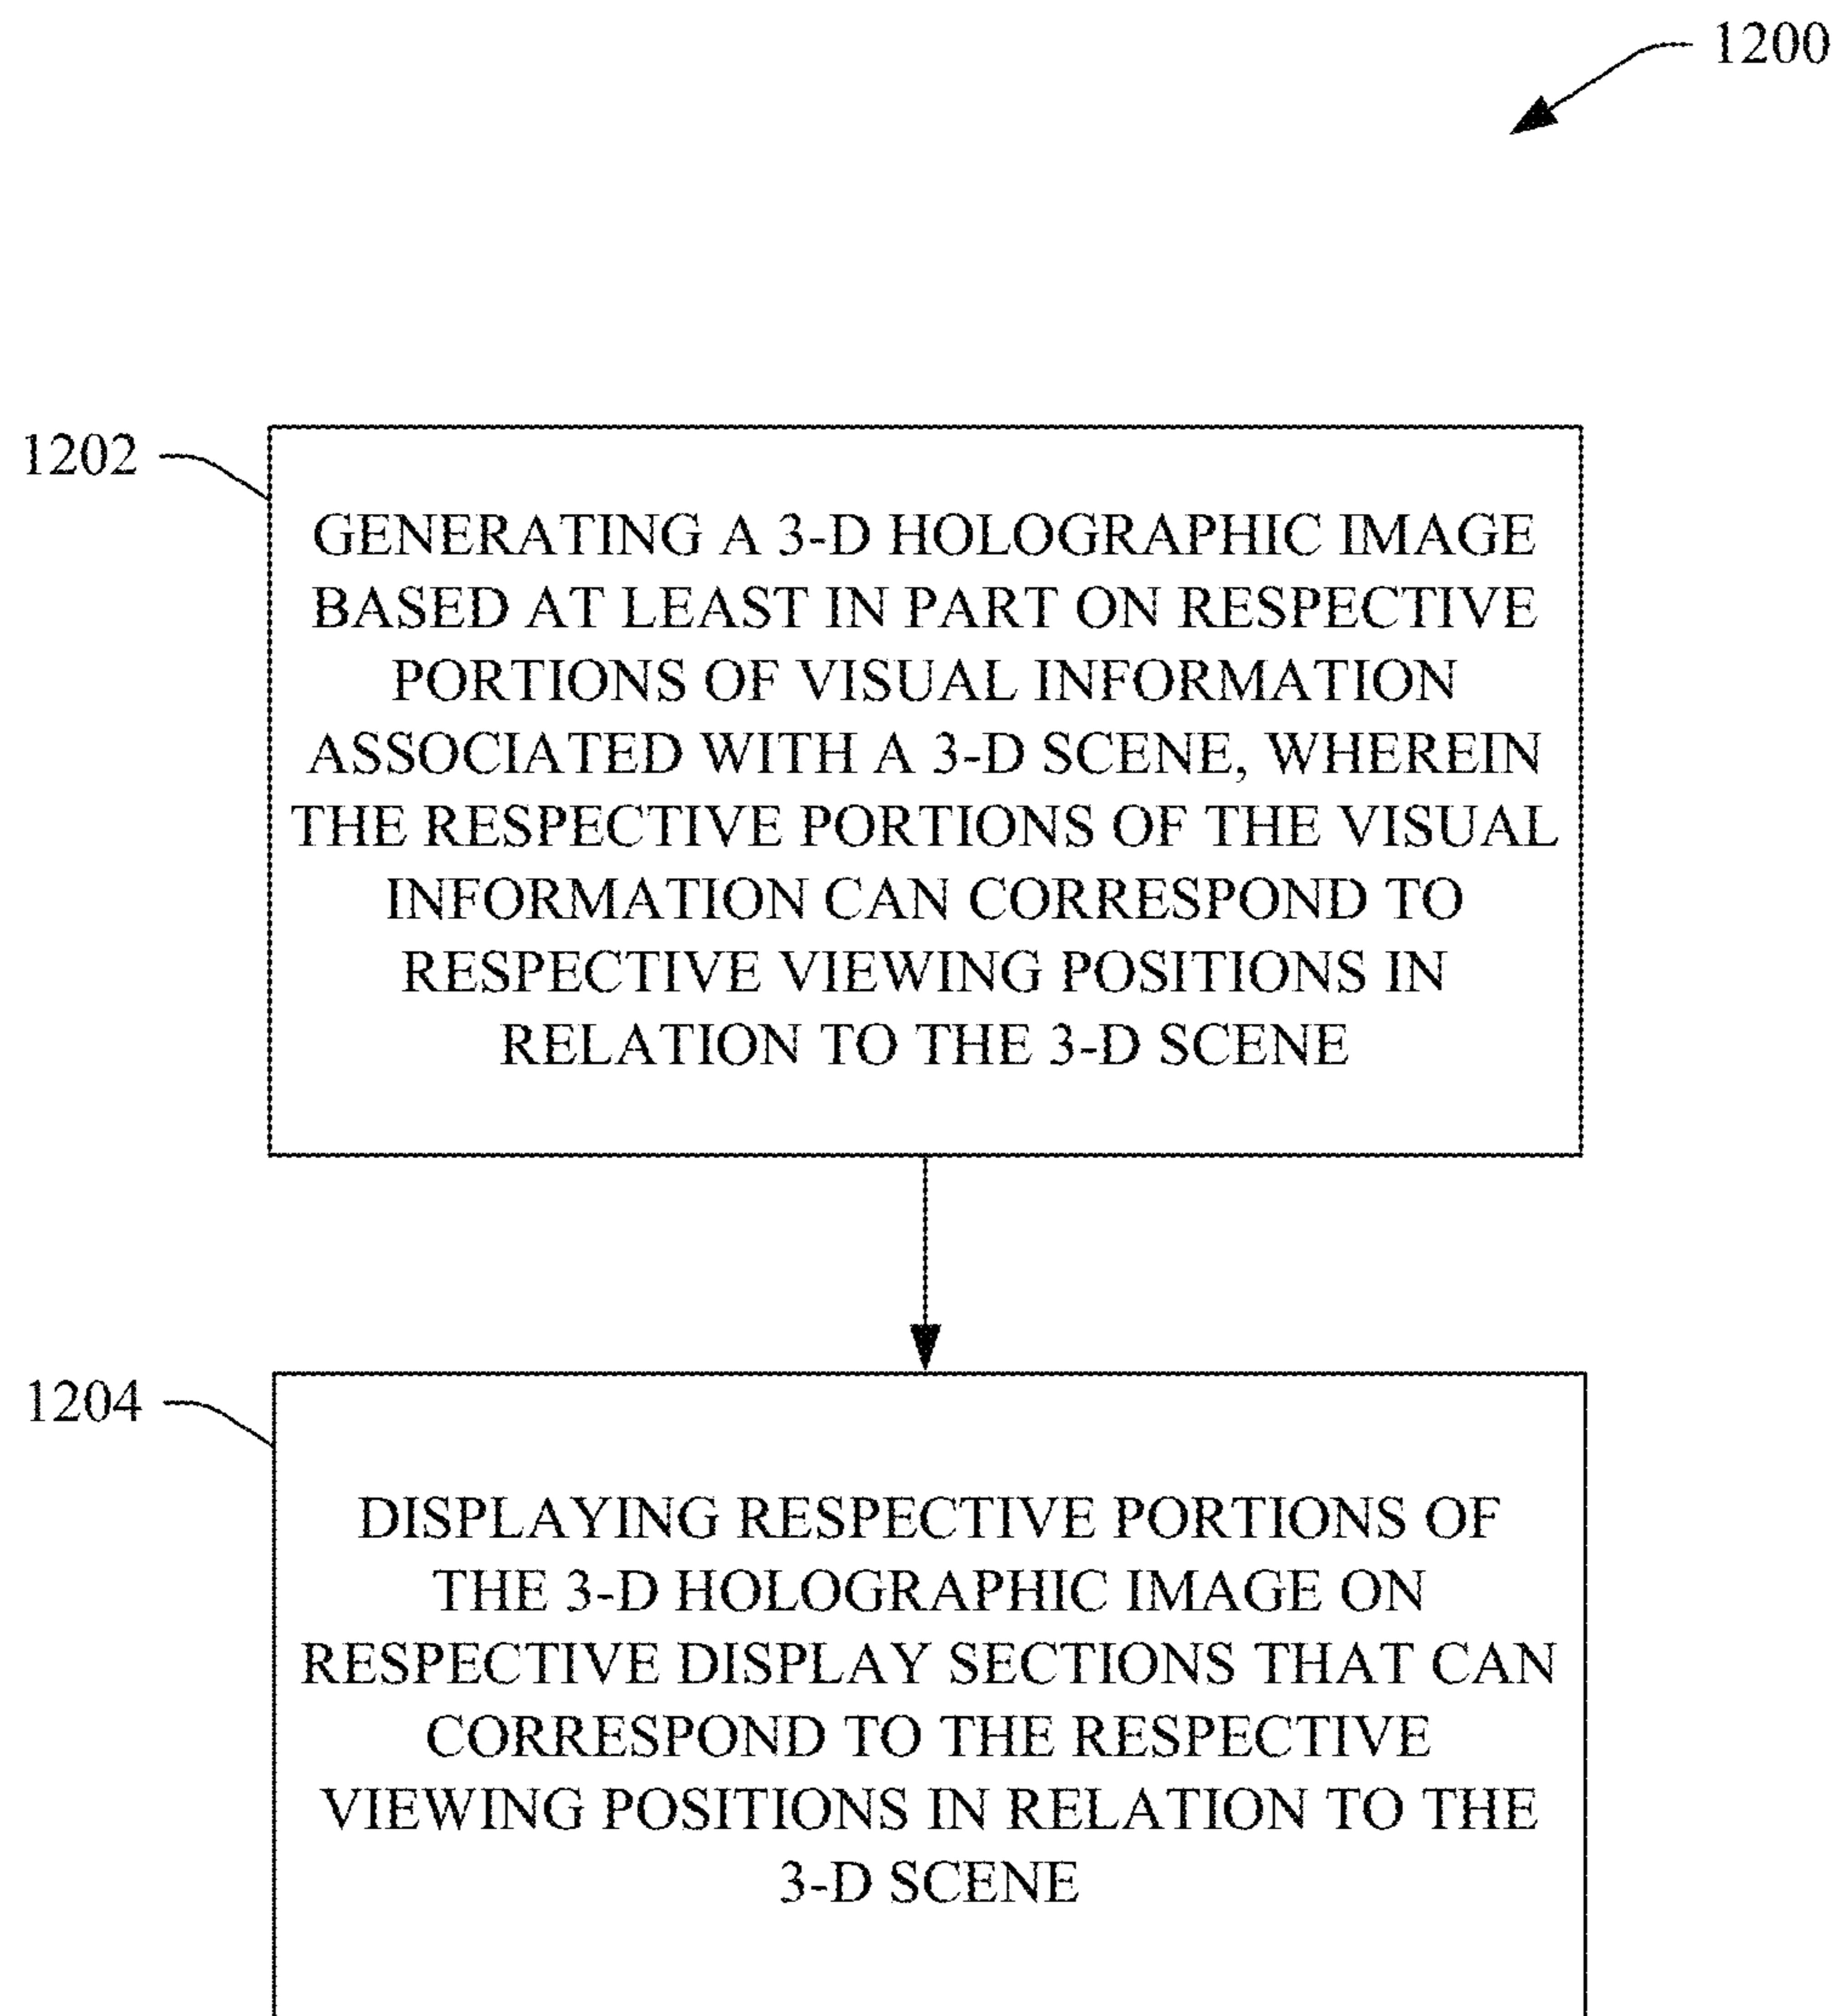 1200
1202
GENERATING A 3-D HOLOGRAPHIC IMAGE
BASED AT LEAST IN PART ON RESPECTIVE
PORTIONS OF VISUAL INFORMATION
ASSOCIATED WITH A 3-D SCENE, WHEREIN
THE RESPECTIVE PORTIONS OF THE VISUAL
INFORMATION CAN CORRESPOND TO
RESPECTIVE VIEWING POSITIONS IN
RELATION TO THE 3-D SCENE
1204
DISPLAYING RESPECTIVE PORTIONS OF
THE 3-D HOLOGRAPHIC IMAGE ON
RESPECTIVE DISPLAY SECTIONS THAT CAN
CORRESPOND TO THE RESPECTIVE
VIEWING POSITIONS IN RELATION TO THE
3-D SCENE